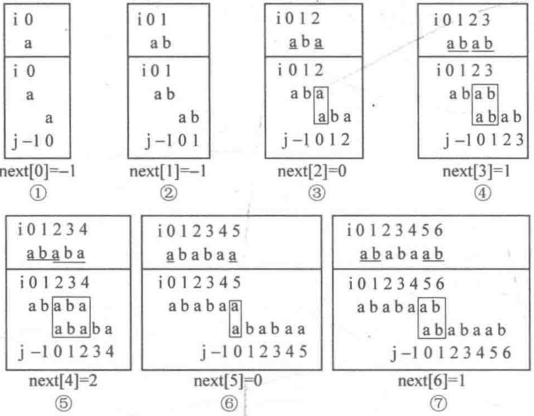 i 0
a
i 0
a
a
j -1 0
next[0]=-1
①
i 0 1
a b
i 0 1
a b
a b
j -1 0 1
next[1]=-1
②
i 0 1 2
a b a
i 0 1 2
a b a
a b a
j -1 0 1 2
next[2]=0
③
i 0 1 2 3
a b a b
i 0 1 2 3
a b a b
a b a b
j -1 0 1 2 3
next[3]=1
④
i 0 1 2 3 4
a b a b a
i 0 1 2 3 4
a b a b a
a b a b a
j -1 0 1 2 3 4
next[4]=2
⑤
i 0 1 2 3 4 5
a b a b a a
i 0 1 2 3 4 5
a b a b a a
a b a b a a
j -1 0 1 2 3 4 5
next[5]=0
⑥
i 0 1 2 3 4 5 6
a b a b a a b
i 0 1 2 3 4 5 6
a b a b a a b
a b a b a a b
j -1 0 1 2 3 4 5 6
next[6]=1
⑦